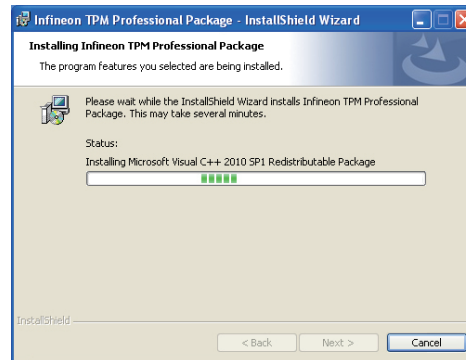 Infineon TPM Professional Package - InstallShield Wizard
Installing Infineon TPM Professional Package
The program features you selected are being installed.
Please wait while the InstallShield Wizard installs Infineon TPM Professional
Package. This may take several minutes.
Status:
Installing Microsoft Visual C++ 2010 SP1 Redistributable Package
InstallShield
< Back
Next >
Cancel